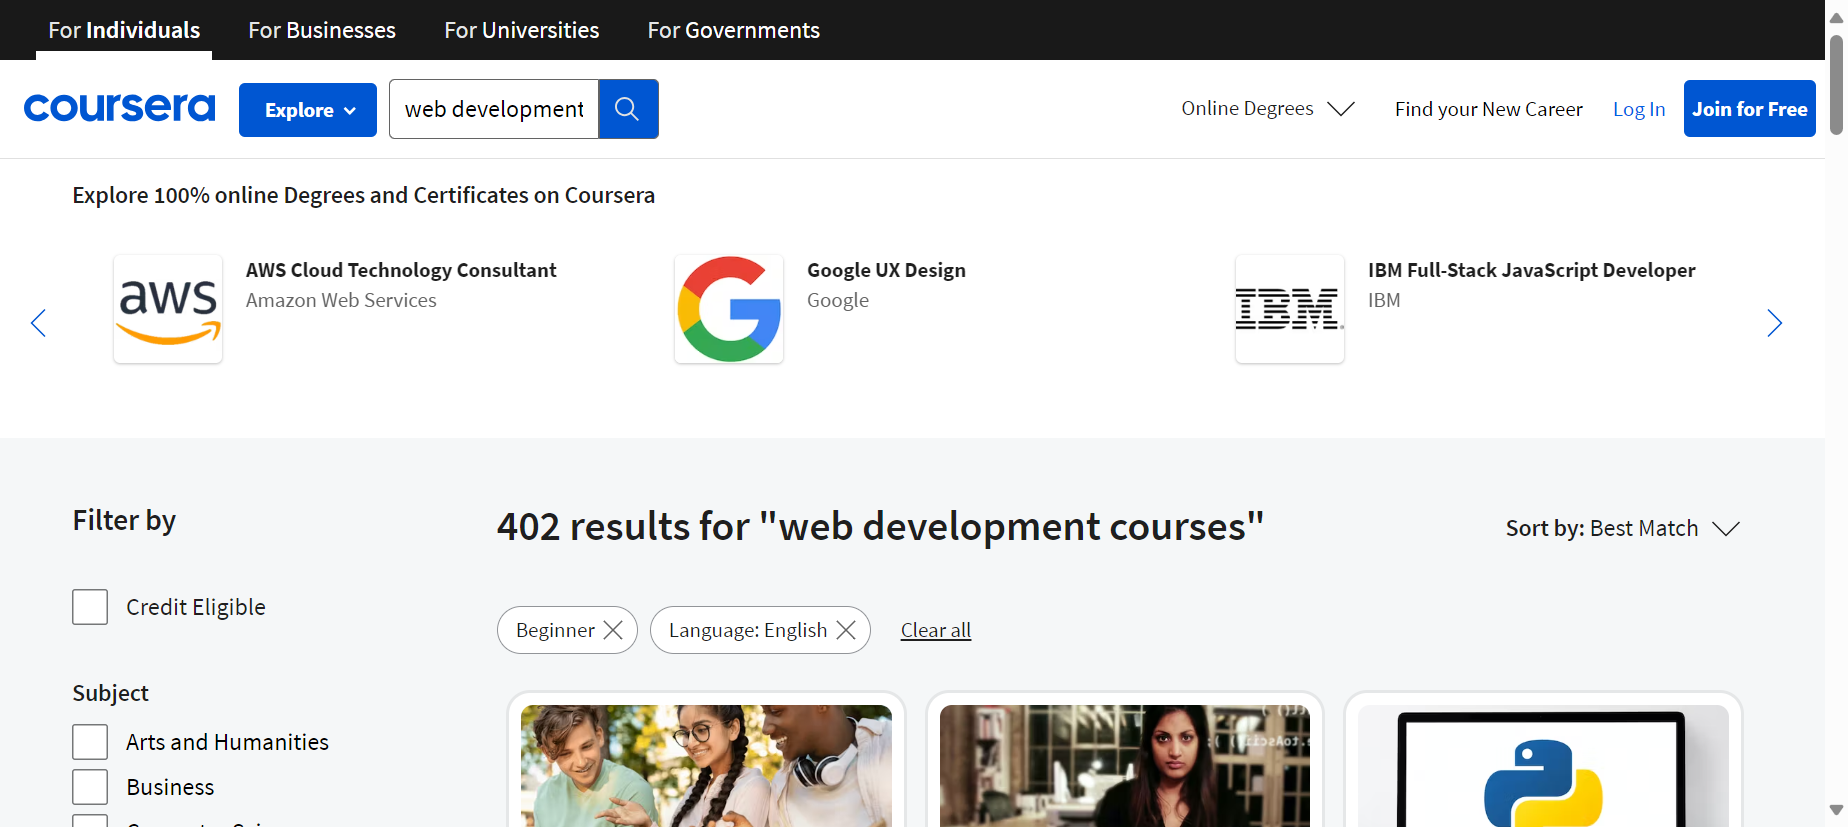 For Individuals
For Businesses
For Universities
For Governments
coursera
Explore
web development
Online Degrees
Find your New Career
Log In
Join for Free
Explore 100% online Degrees and Certificates on Coursera
aws
AWS Cloud Technology Consultant
Amazon Web Services
Google UX Design
Google
IBM
IBM Full-Stack JavaScript Developer
IBM
Filter by
402 results for "web development courses"
Sort by: Best Match
Credit Eligible
Beginner
Language: English
Clear all
Subject
Arts and Humanities
Business